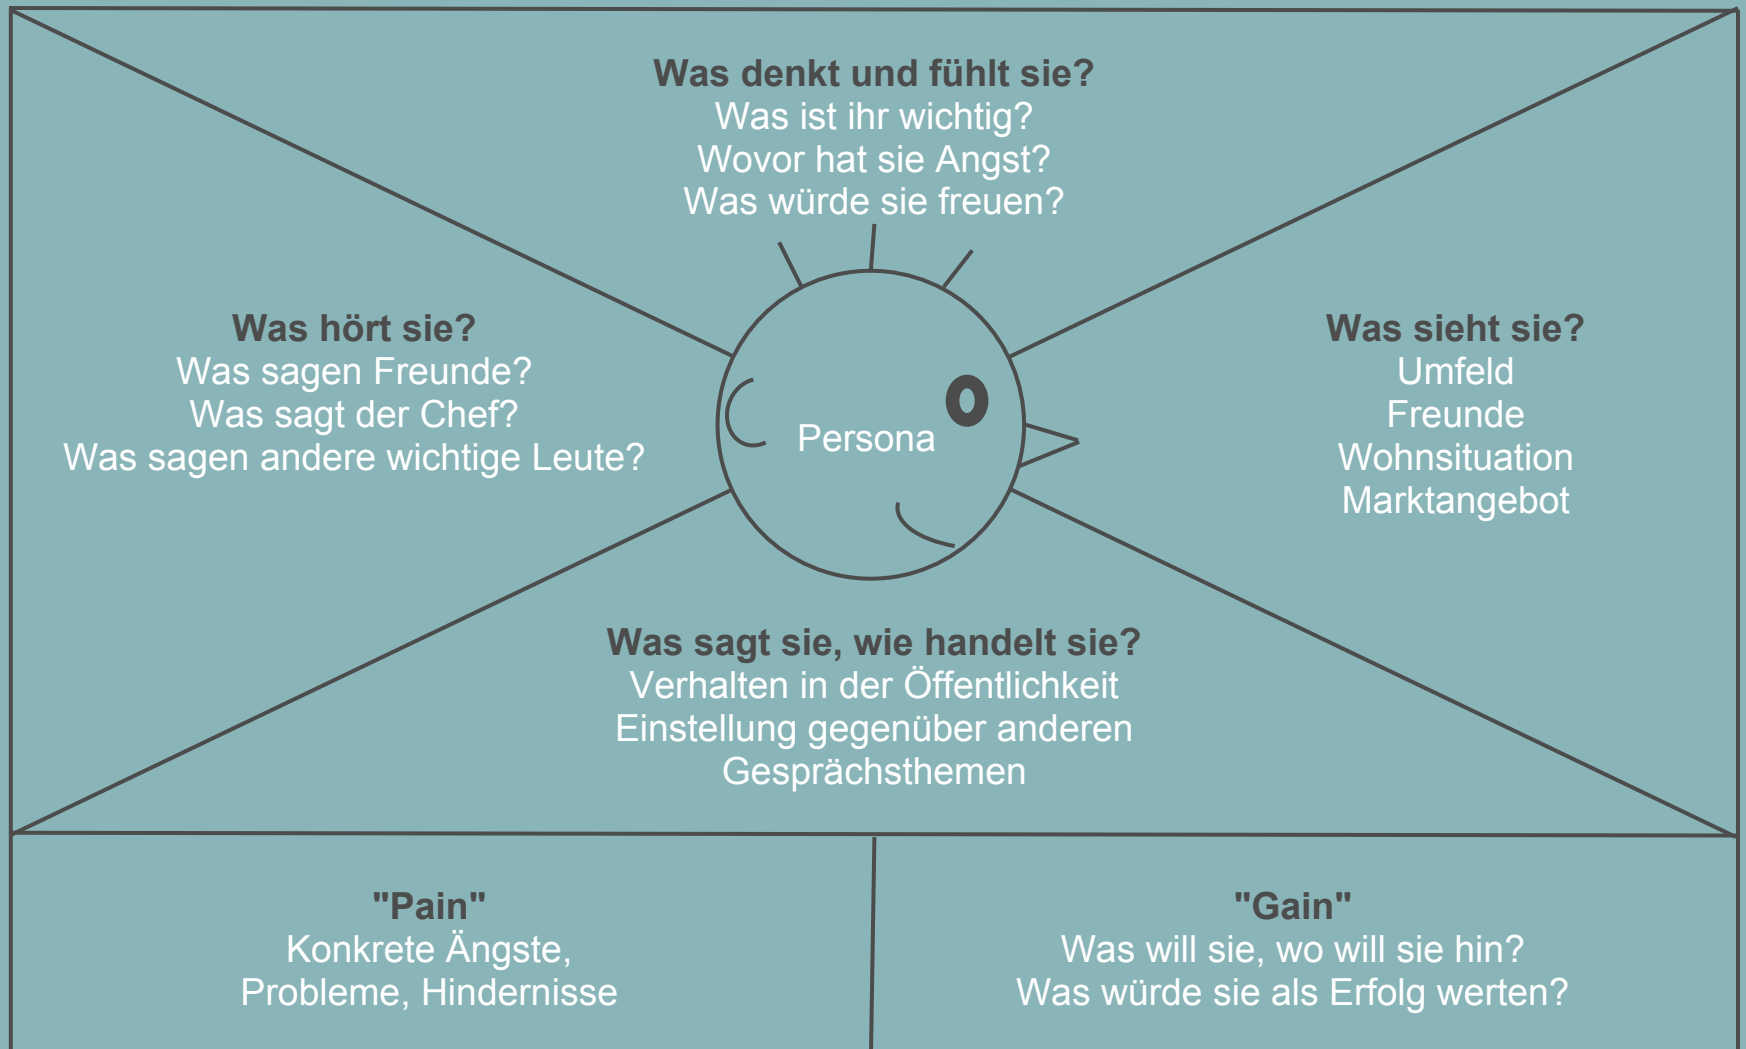 Was denkt und fühlt sie?
Was ist ihr wichtig?
Wovor hat sie Angst?
Was würde sie freuen?
Was hört sie?
Was sagen Freunde?
Was sagt der Chef?
Was sagen andere wichtige Leute?
Persona
Was sieht sie?
Umfeld
Freunde
Wohnsituation
Marktangebot
Was sagt sie, wie handelt sie?
Verhalten in der Öffentlichkeit
Einstellung gegenüber anderen
Gesprächsthemen
"Pain"
Konkrete Ängste,
Probleme, Hindernisse
"Gain"
Was will sie, wo will sie hin?
Was würde sie als Erfolg werten?